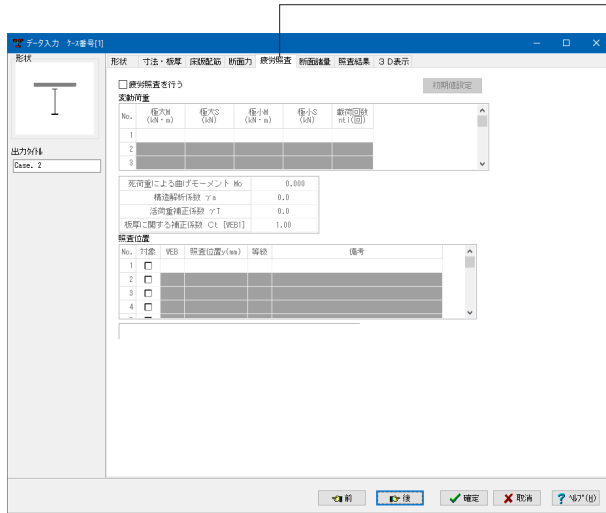 データ入力 ケース番号[1]
形状
形状 寸法・板厚 床版配筋 断面力 疲労照査 断面諸量 照査結果 3D表示
疲労照査を行う
初期値設定
変動荷重
No. 極大M (kN・m) 極大S (kN) 極小M (kN・m) 極小S (kN) 載荷回数 nti(回)
1
2
3
出力タイトル
Case. 2
死荷重による曲げモーメント Mo 0.000
構造解析係数 γa 0.0
活荷重補正係数 γT 0.0
板厚に関する補正係数 Ct [WEB1] 1.00
照査位置
No. 対象 WEB 照査位置y(mm) 等級 備考
1
2
3
4
前 後 確定 取消 ? ヘルプ(H)